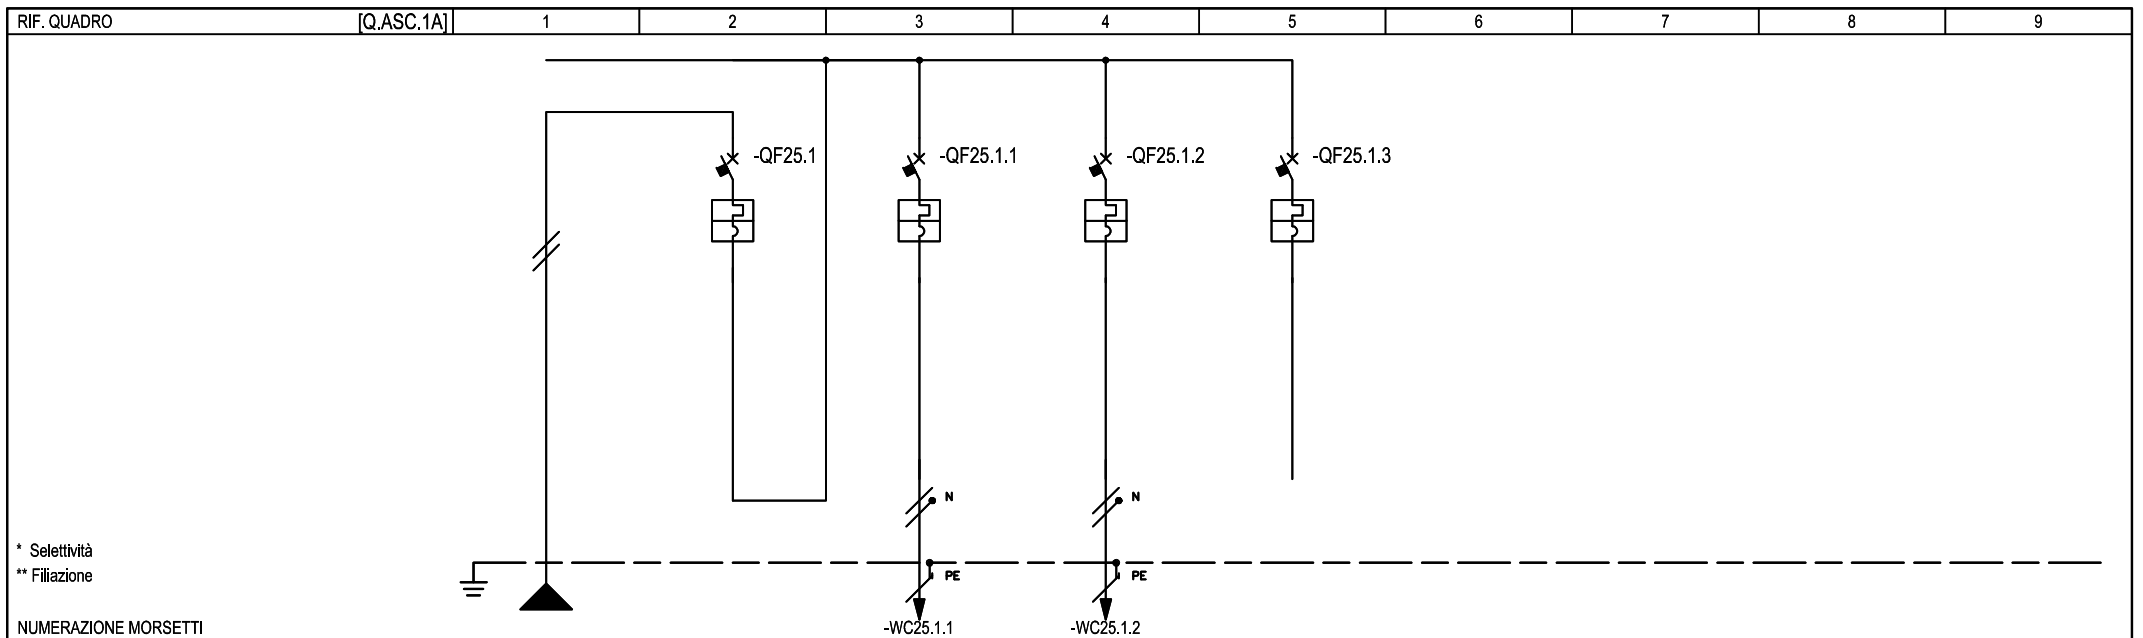 RIF. QUADRO [Q.ASC.1A] 1 2 3 4 5 6 7 8 9
-QF25.1 -QF25.1.1 -QF25.1.2 -QF25.1.3
N N
* Selettività
** Filiazione
PE PE
NUMERAZIONE MORSETTI -WC25.1.1 -WC25.1.2